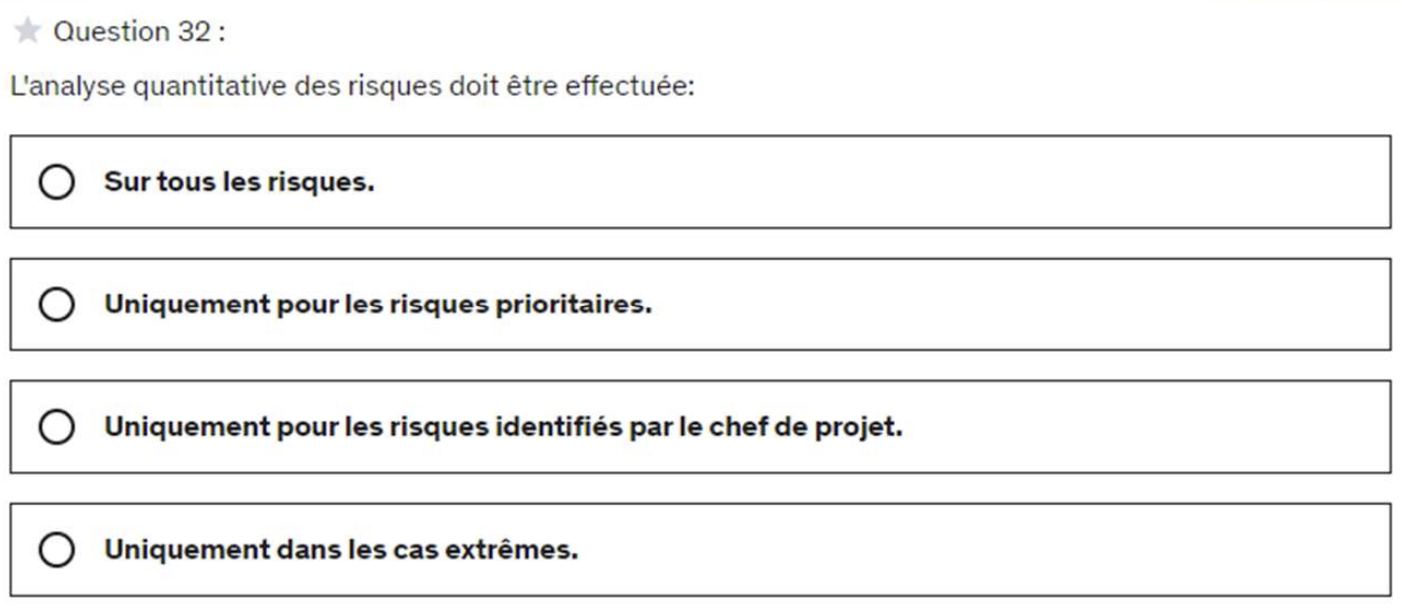 Question 32 :
L'analyse quantitative des risques doit être effectuée:
Sur tous les risques.
Uniquement pour les risques prioritaires.
Uniquement pour les risques identifiés par le chef de projet.
Uniquement dans les cas extrêmes.